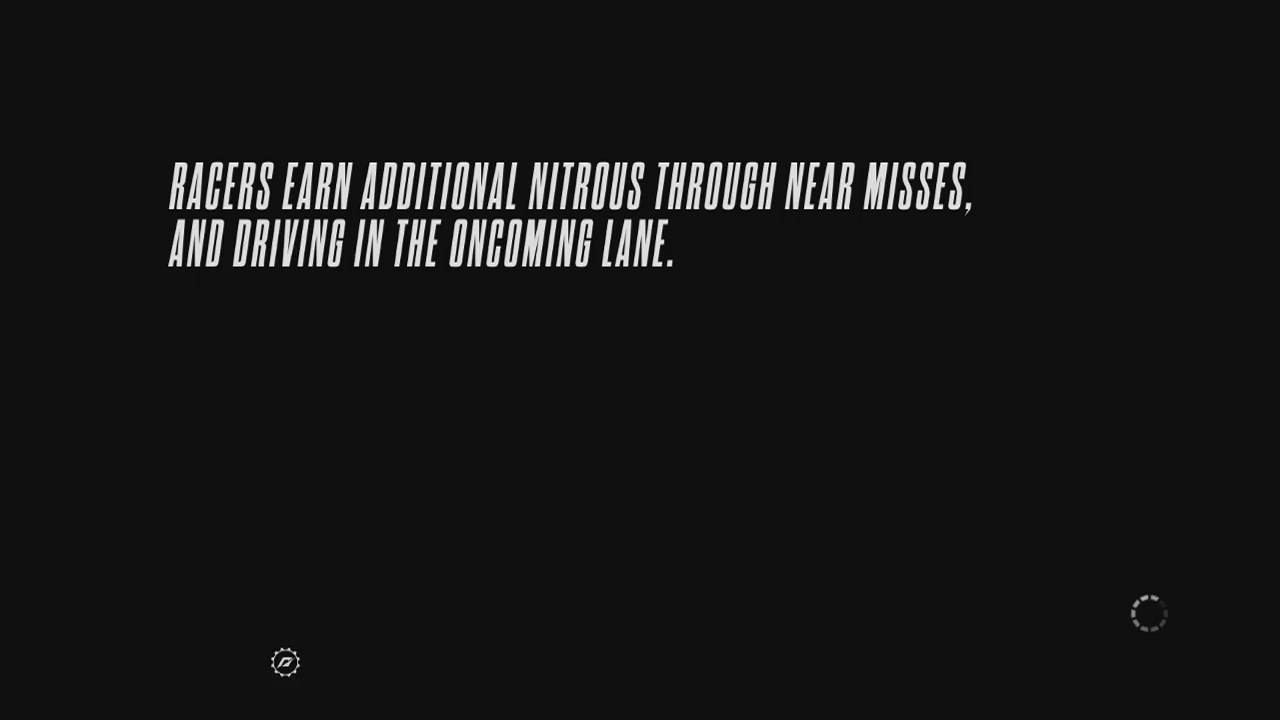 RACERS EARN ADDITIONAL NITROUS THROUGH NEAR MISSES,
AND DRIVING IN THE ONCOMING LANE.